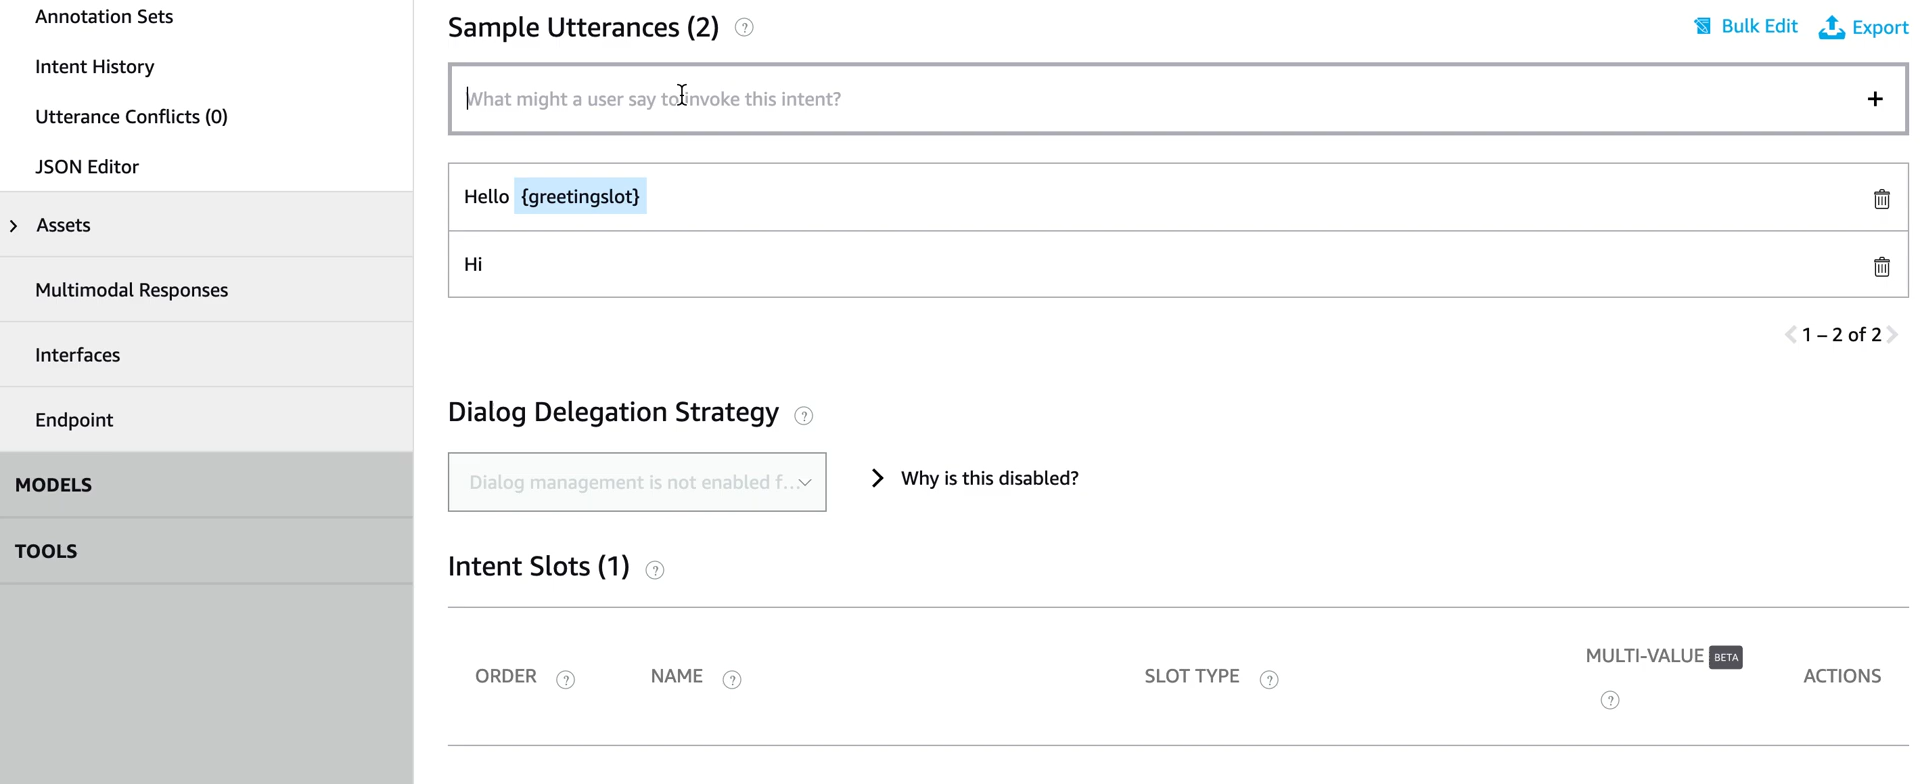 Annotation Sets
Intent History
Utterance Conflicts (0)
JSON Editor
Assets
Multimodal Responses
Interfaces
Endpoint
MODELS
TOOLS
Sample Utterances (2) ?
Bulk Edit
Export
What might a user say to invoke this intent?
+
Hello {greetingslot}
Hi
1 – 2 of 2
Dialog Delegation Strategy ?
Dialog management is not enabled f...
Why is this disabled?
Intent Slots (1) ?
ORDER ?
NAME ?
SLOT TYPE ?
MULTI-VALUE BETA
?
ACTIONS